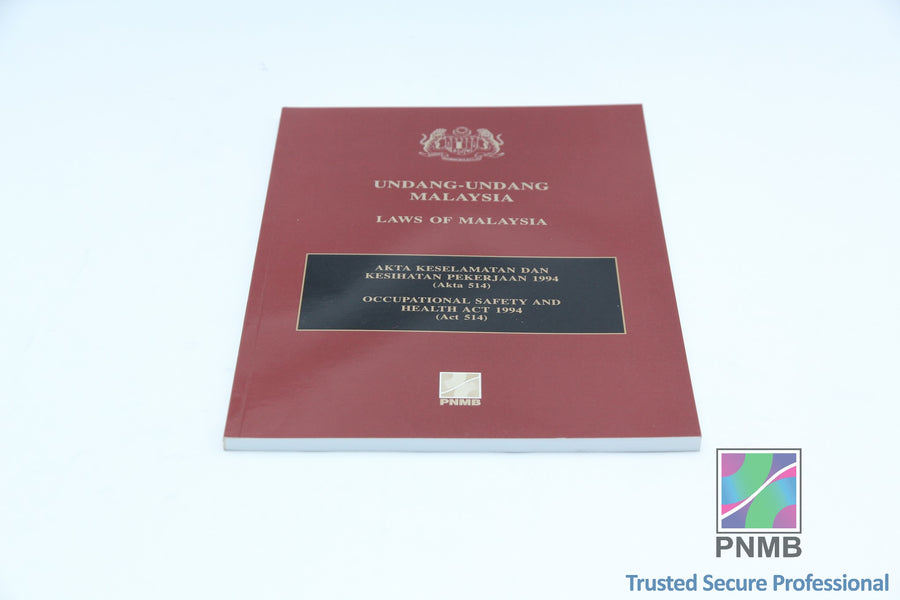 UNDANG-UNDANG
MALAYSIA
LAWS OF MALAYSIA
AKTA KESELAMATAN DAN
KESIHATAN PEKERJAAN 1994
(Akta 514)
OCCUPATIONAL SAFETY AND
HEALTH ACT 1994
(Act 514)
PNMB
PNMB
Trusted Secure Professional